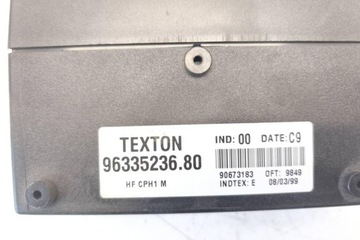 TEXTON IND: 00 DATE: C9
96335236.80
90673183 OFT: 9849
HF CPH1 M INDTEX: E 08/03/99